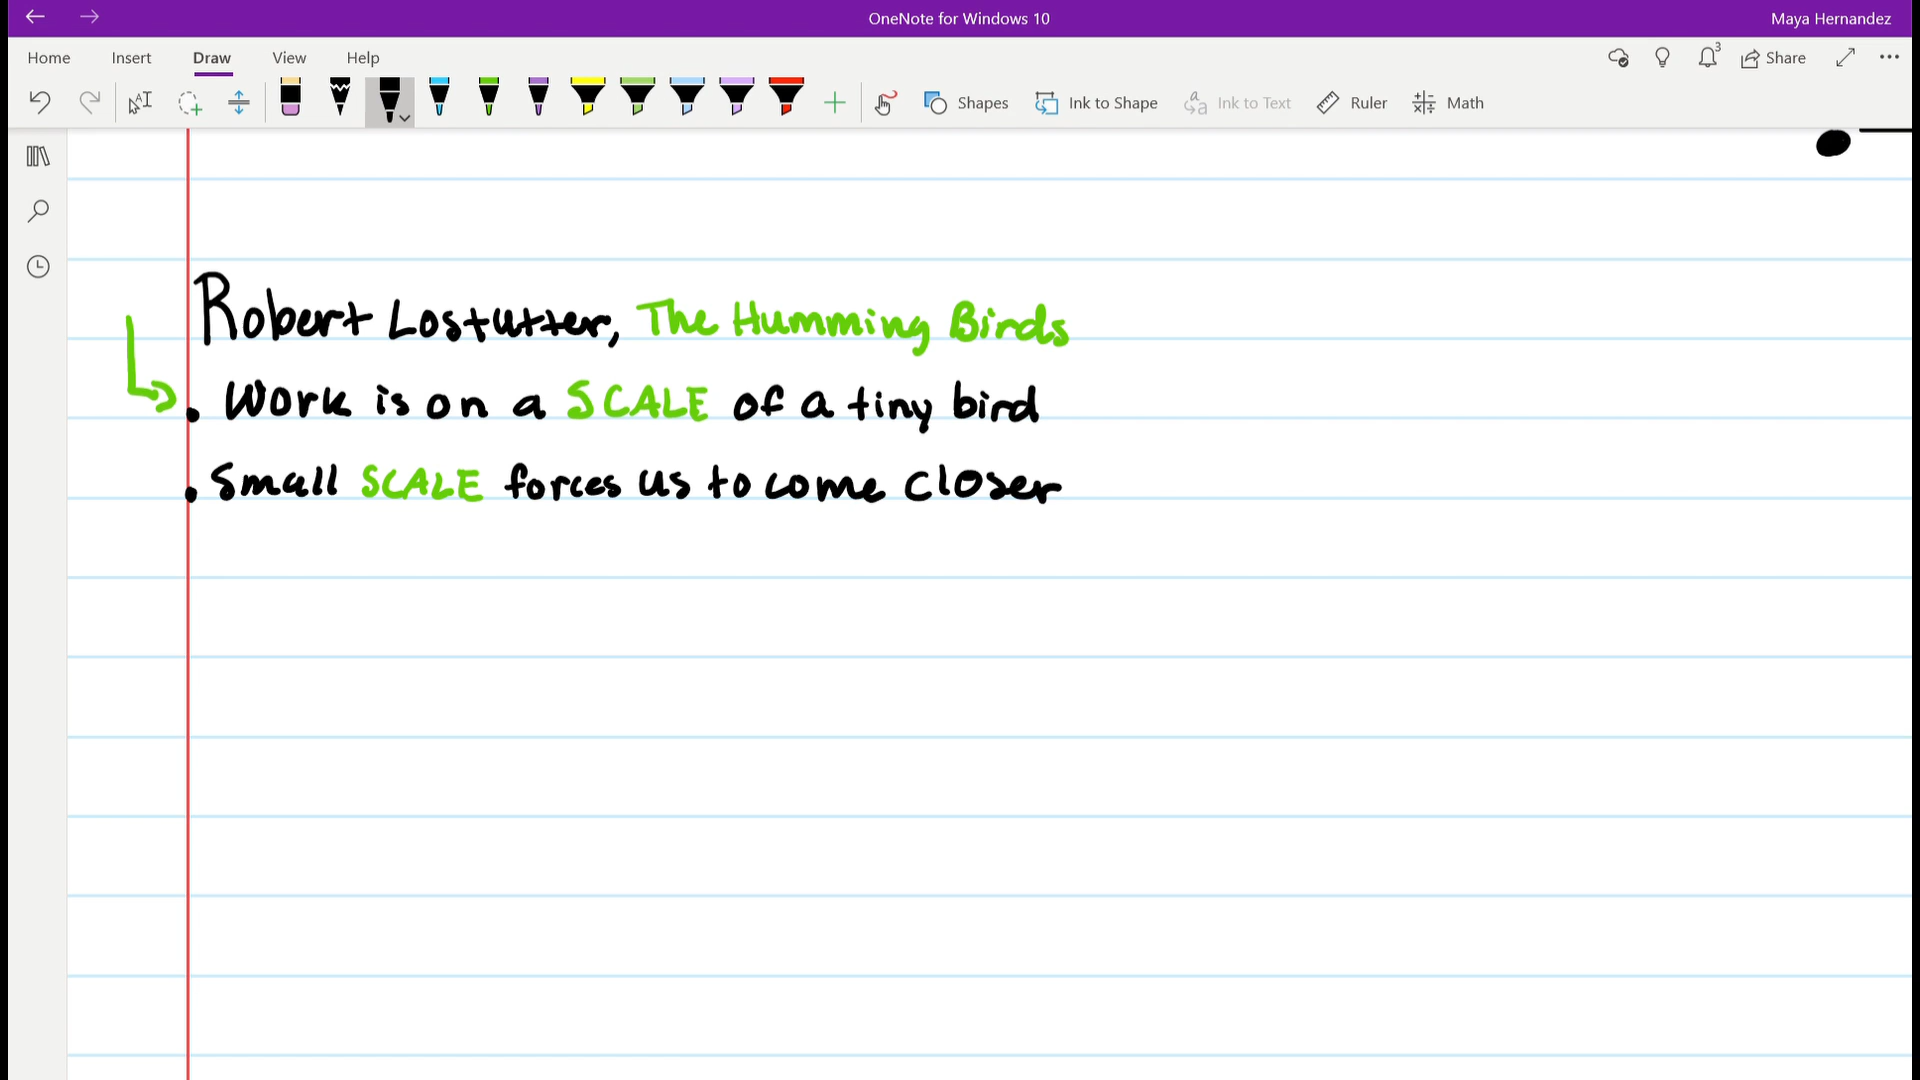 OneNote for Windows 10
Maya Hernandez
Home Insert Draw View Help
3
Share
Shapes Ink to Shape Ink to Text Ruler Math
Robert Lostutter, The Humming Birds
• Work is on a SCALE of a tiny bird
• Small SCALE forces us to come closer